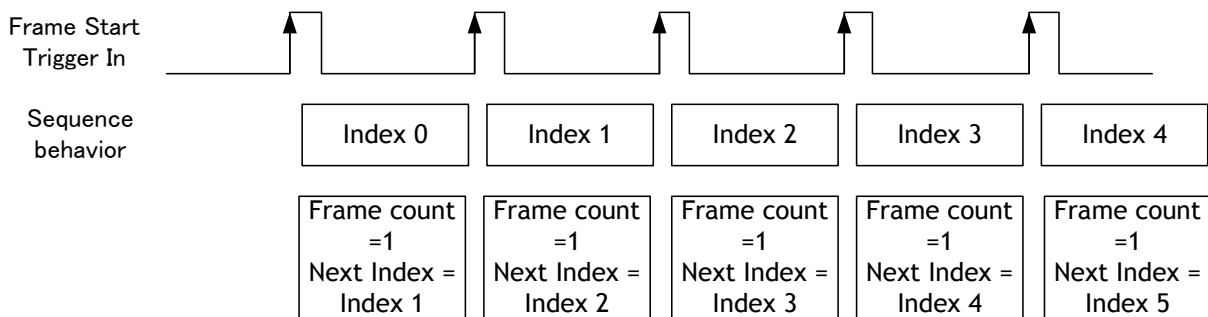 Frame Start
Trigger In
Sequence
behavior
Index 0
Index 1
Index 2
Index 3
Index 4
Frame count
=1
Next Index =
Index 1
Frame count
=1
Next Index =
Index 2
Frame count
=1
Next Index =
Index 3
Frame count
=1
Next Index =
Index 4
Frame count
=1
Next Index =
Index 5